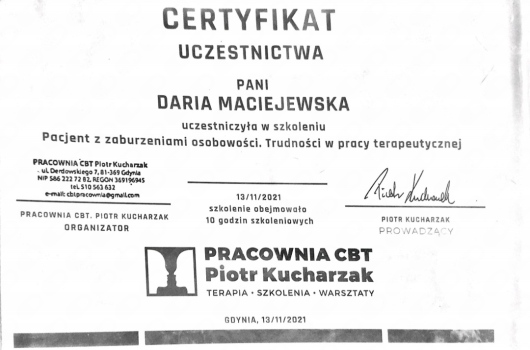 CERTYFIKAT
UCZESTNICTWA
PANI
DARIA MACIEJEWSKA
uczestniczyła w szkoleniu
Pacjent z zaburzeniami osobowości. Trudności w pracy terapeutycznej
PRACOWNIA CBT Piotr Kucharzak
ul. Derdowskiego 7, 81-369 Gdynia
NIP 586 222 72 82, REGON 369196945
tel. 510 563 632
e-mail: cbtpracownia@gmail.com
PRACOWNIA CBT. PIOTR KUCHARZAK
ORGANIZATOR
13/11/2021
szkolenie obejmowało
10 godzin szkoleniowych
Piotr Kucharzak
PIOTR KUCHARZAK
PROWADZĄCY
PRACOWNIA CBT
Piotr Kucharzak
TERAPIA • SZKOLENIA • WARSZTATY
GDYNIA, 13/11/2021